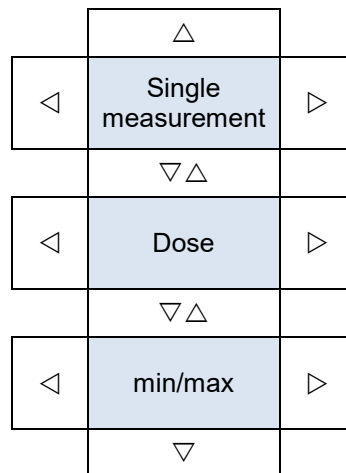 △
◁ Single measurement ▷
▽△
◁ Dose ▷
▽△
◁ min/max ▷
▽